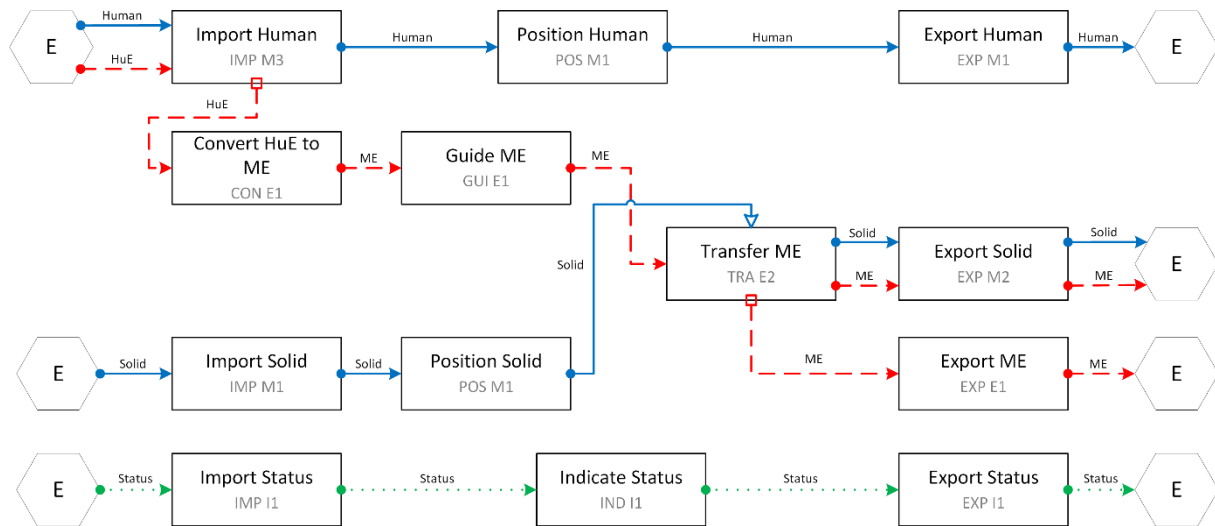 E
Human
HuE
Import Human
IMP M3
Human
Position Human
POS M1
Human
Export Human
EXP M1
Human
E
HuE
Convert HuE to
ME
CON E1
ME
Guide ME
GUI E1
ME
Solid
Transfer ME
TRA E2
Solid
ME
Export Solid
EXP M2
Solid
ME
E
E
Solid
Import Solid
IMP M1
Solid
Position Solid
POS M1
ME
Export ME
EXP E1
ME
E
E
Status
Import Status
IMP I1
Status
Indicate Status
IND I1
Status
Export Status
EXP I1
Status
E